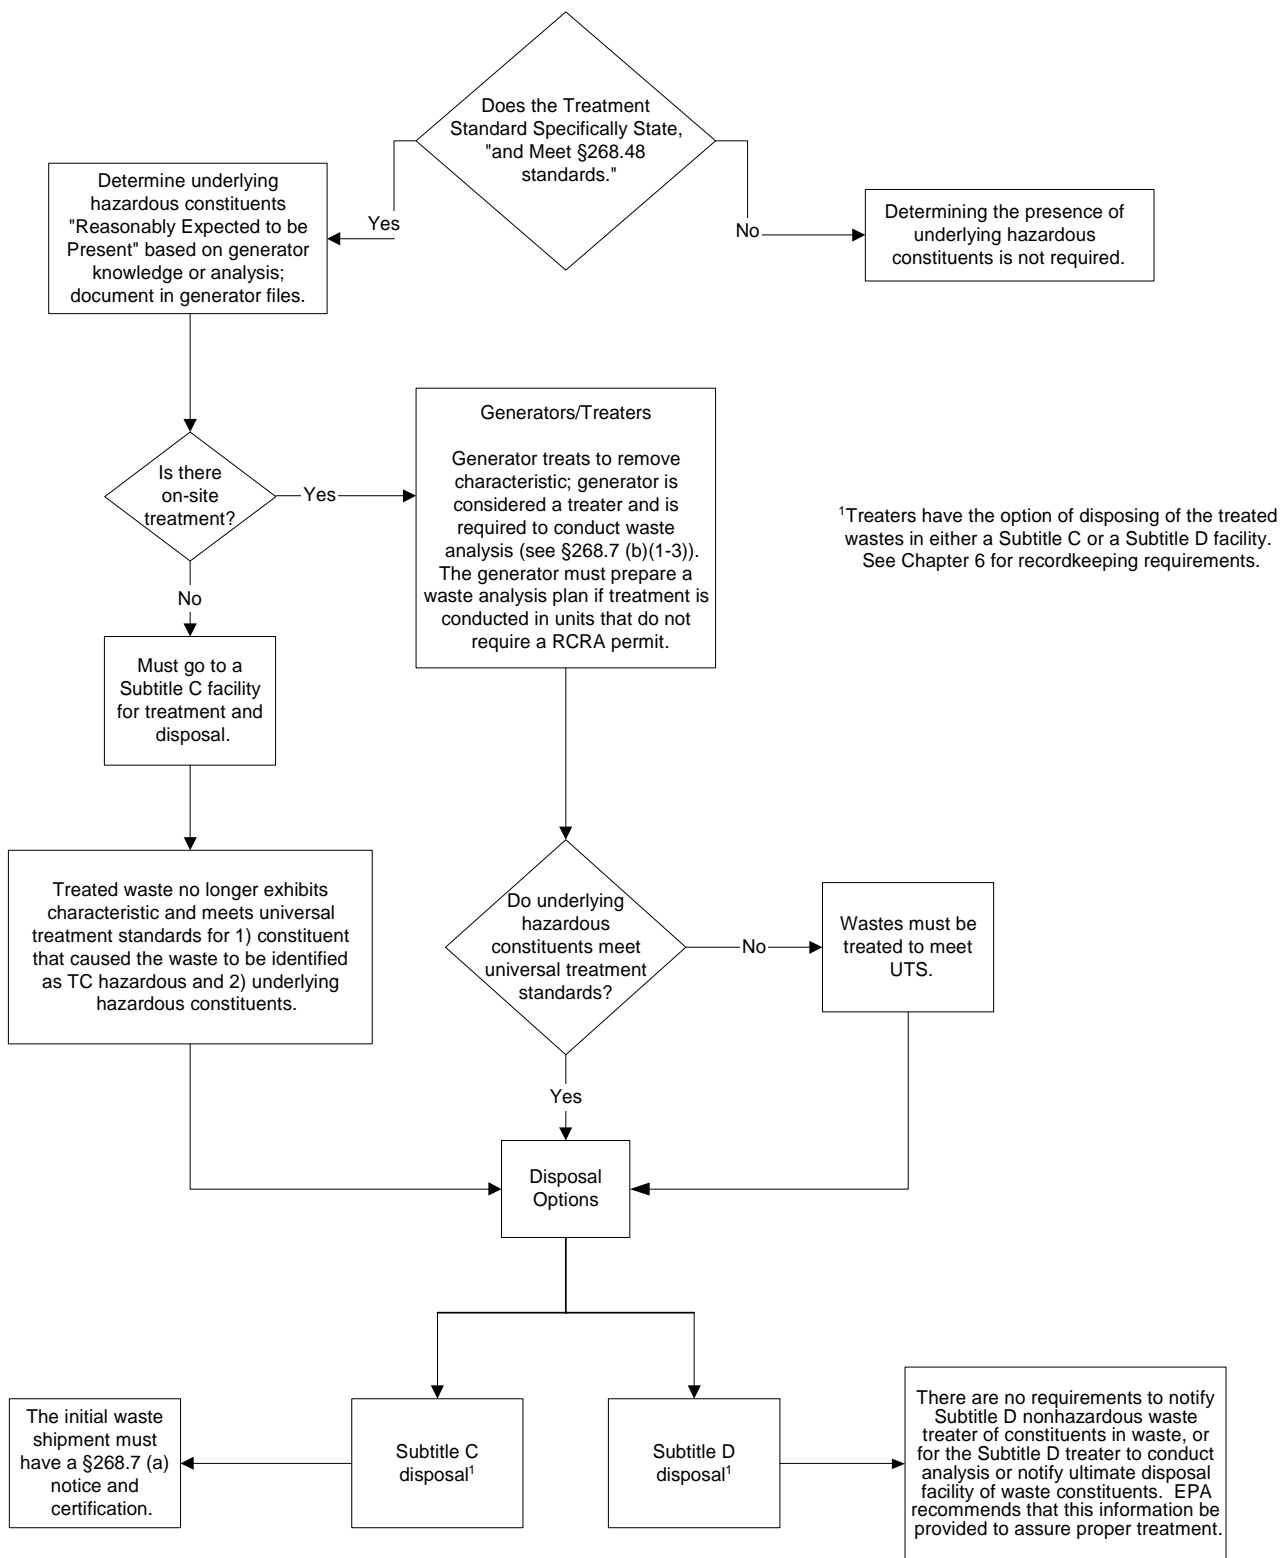 Does the Treatment
Standard Specifically State,
"and Meet §268.48
standards."
Yes
No
Determine underlying
hazardous constituents
"Reasonably Expected to be
Present" based on generator
knowledge or analysis;
document in generator files.
Determining the presence of
underlying hazardous
constituents is not required.
Is there
on-site
treatment?
Yes
No
Generators/Treaters
Generator treats to remove
characteristic; generator is
considered a treater and is
required to conduct waste
analysis (see §268.7 (b)(1-3)).
The generator must prepare a
waste analysis plan if treatment is
conducted in units that do not
require a RCRA permit.
¹Treaters have the option of disposing of the treated
wastes in either a Subtitle C or a Subtitle D facility.
See Chapter 6 for recordkeeping requirements.
Must go to a
Subtitle C facility
for treatment and
disposal.
Treated waste no longer exhibits
characteristic and meets universal
treatment standards for 1) constituent
that caused the waste to be identified
as TC hazardous and 2) underlying
hazardous constituents.
Do underlying
hazardous
constituents meet
universal treatment
standards?
No
Wastes must be
treated to meet
UTS.
Yes
Disposal
Options
The initial waste
shipment must
have a §268.7 (a)
notice and
certification.
Subtitle C
disposal¹
Subtitle D
disposal¹
There are no requirements to notify
Subtitle D nonhazardous waste
treater of constituents in waste, or
for the Subtitle D treater to conduct
analysis or notify ultimate disposal
facility of waste constituents.  EPA
recommends that this information be
provided to assure proper treatment.